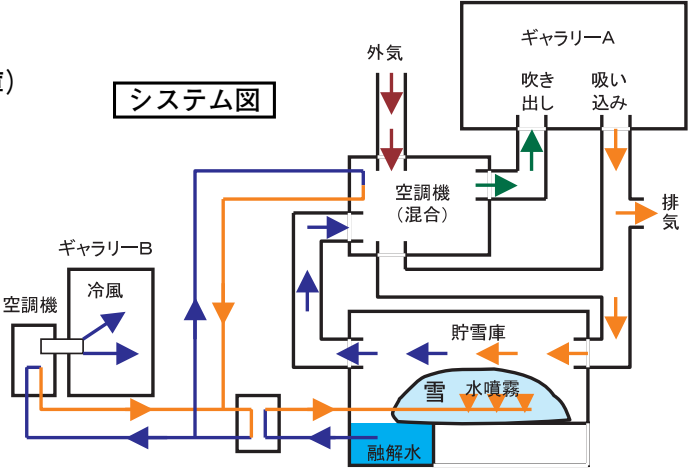 )
システム図
外気
ギャラリーA
吹き
出し
吸い
込み
空調機
（混合）
排
気
ギャラリーB
空調機
冷風
貯雪庫
雪
水噴霧
融解水